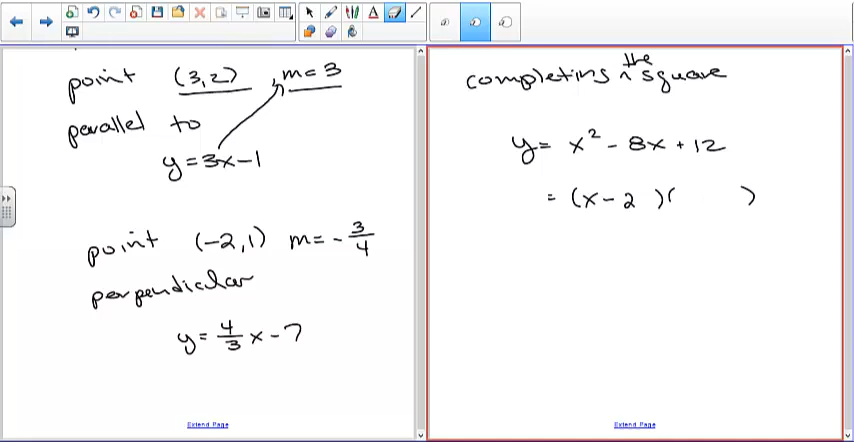 point (3,2) , m = 3
parallel to
y = 3x - 1
point (-2,1) m = - 3/4
perpendicular
y = 4/3 x - 7
Extend Page
completing ^ the square
y = x² - 8x + 12
= (x - 2 )( )
Extend Page